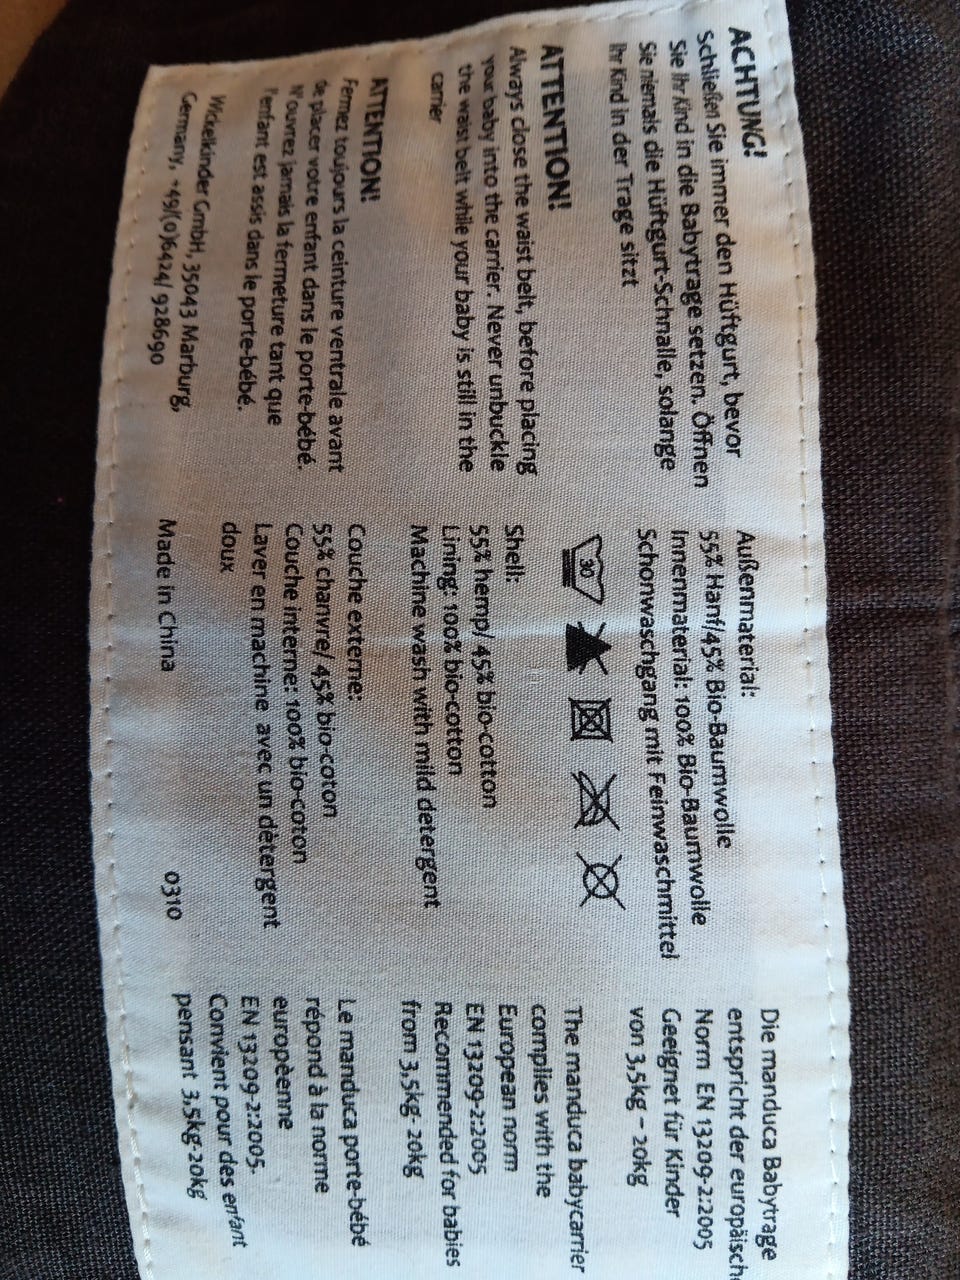 ACHTUNG!
Schließen Sie immer den Hüftgurt, bevor
Sie Ihr Kind in die Babytrage setzen. Öffnen
Sie niemals die Hüftgurt-Schnalle, solange
Ihr Kind in der Trage sitzt
ATTENTION!
Always close the waist belt, before placing
your baby into the carrier. Never unbuckle
the waist belt while your baby is still in the
carrier
ATTENTION!
Fermez toujours la ceinture ventrale avant
de placer votre enfant dans le porte-bébé.
N'ouvrez jamais la fermeture tant que
l'enfant est assis dans le porte-bébé.
Wickelkinder GmbH, 35043 Marburg,
Germany, +49/(0)6424/ 928690
Außenmaterial:
55% Hanf/45% Bio-Baumwolle
Innenmaterial: 100% Bio-Baumwolle
Schonwaschgang mit Feinwaschmittel
30
Shell:
55% hemp/ 45% bio-cotton
Lining: 100% bio-cotton
Machine wash with mild detergent
Couche externe:
55% chanvre/ 45% bio-coton
Couche interne: 100% bio-coton
Laver en machine avec un dètergent
doux
Made in China
0310
Die manduca Babytrage
entspricht der europäisch
Norm EN 13209-2:2005
Geeignet für Kinder
von 3,5kg – 20kg
The manduca babycarrier
complies with the
European norm
EN 13209-2:2005
Recommended for babies
from 3,5kg- 20kg
Le manduca porte-bébé
répond à la norme
europèenne
EN 13209-2:2005.
Convient pour des enfant
pensant 3,5kg-20kg